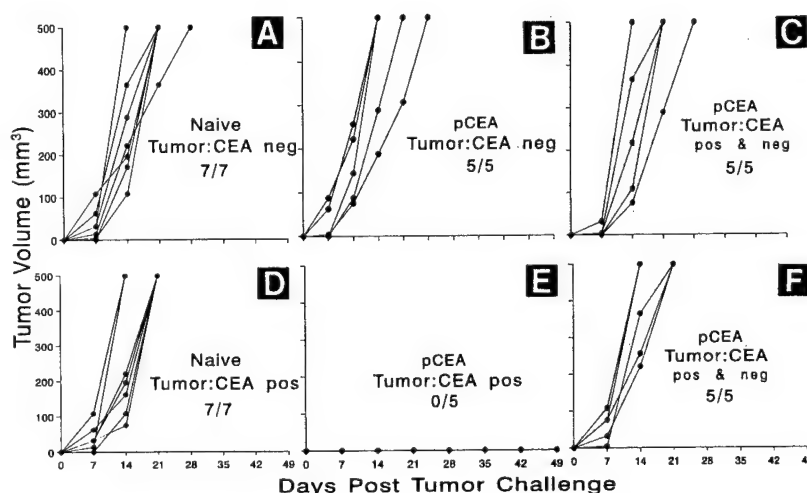 Tumor Volume (mm³)
500
400
300
200
100
0
A
Naive
Tumor:CEA neg
7/7
B
pCEA
Tumor:CEA neg
5/5
C
pCEA
Tumor:CEA
pos & neg
5/5
500
400
300
200
100
0
D
Naive
Tumor:CEA pos
7/7
E
pCEA
Tumor:CEA pos
0/5
F
pCEA
Tumor:CEA
pos & neg
5/5
0 7 14 21 28 35 42 49
7 14 21 28 35 42 49
0 7 14 21 28 35 42
Days Post Tumor Challenge